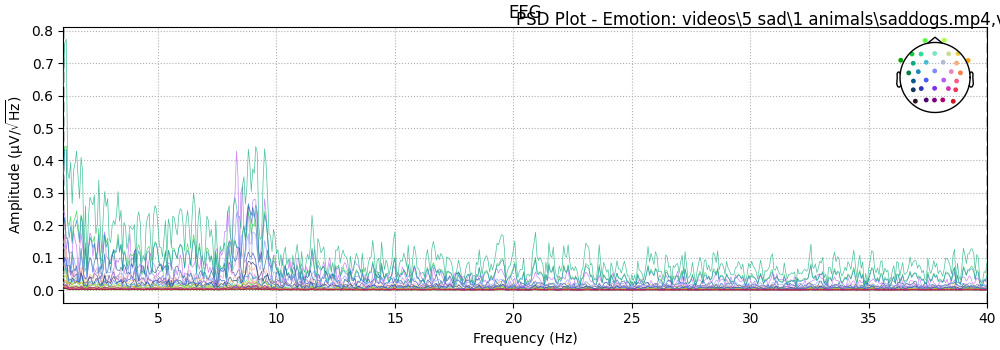 EEG
PSD Plot - Emotion: videos\5 sad\1 animals\saddogs.mp4,
0.8
0.7
0.6
0.5
0.4
0.3
0.2
0.1
0.0
Amplitude (µV/√Hz)
5 10 15 20 25 30 35 40
Frequency (Hz)